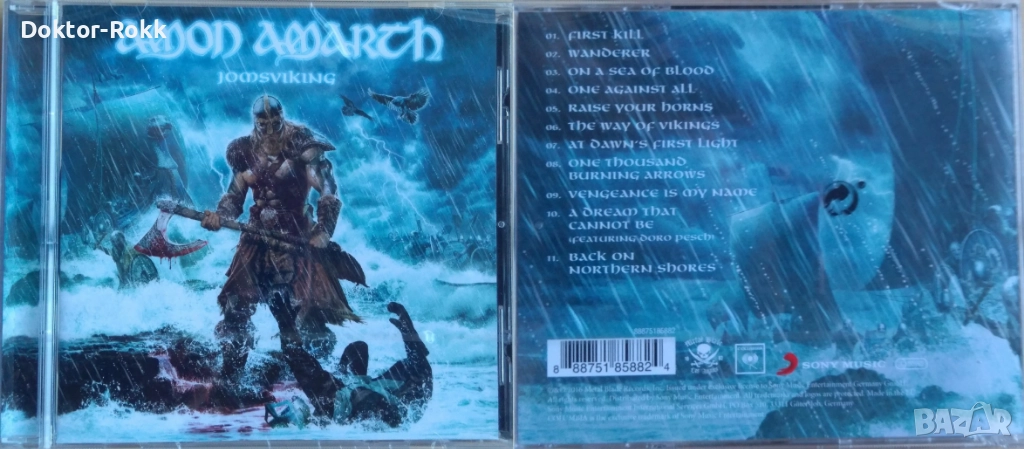 Doktor-Rokk
AMON AMARTH
JOMSVIKING
01. FIRST KILL
02. WANDERER
03. ON A SEA OF BLOOD
04. ONE AGAINST ALL
05. RAISE YOUR HORNS
06. THE WAY OF VIKINGS
07. AT DAWN'S FIRST LIGHT
08. ONE THOUSAND
BURNING ARROWS
09. VENGEANCE IS MY NAME
10. A DREAM THAT
CANNOT BE
(FEATURING DORO PESCH)
11. BACK ON
NORTHERN SHORES
88875185882
8 88751 85882 4
SONY MUSIC
BAZAR